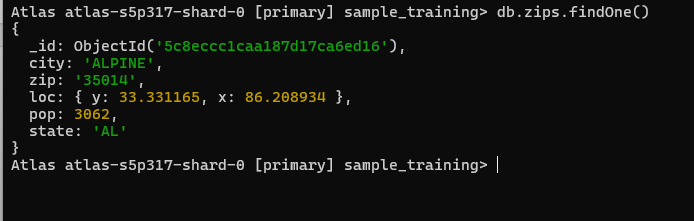 Atlas atlas-s5p317-shard-0 [primary] sample_training> db.zips.findOne()
{
  _id: ObjectId('5c8eccc1caa187d17ca6ed16'),
  city: 'ALPINE',
  zip: '35014',
  loc: { y: 33.331165, x: 86.208934 },
  pop: 3062,
  state: 'AL'
}
Atlas atlas-s5p317-shard-0 [primary] sample_training>